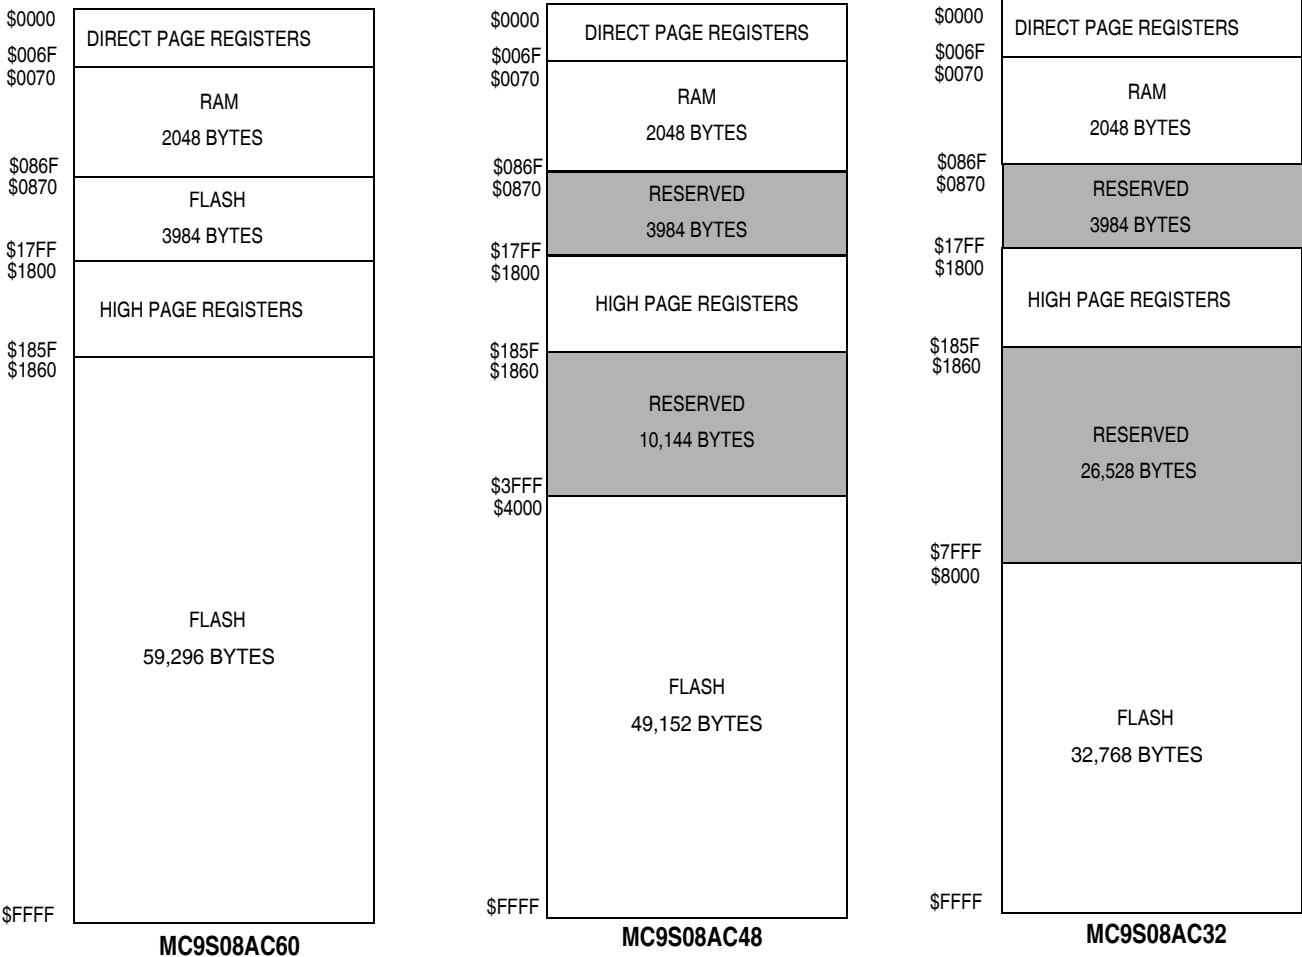 $0000
DIRECT PAGE REGISTERS
$006F
$0070
RAM
2048 BYTES
$086F
$0870
FLASH
3984 BYTES
$17FF
$1800
HIGH PAGE REGISTERS
$185F
$1860
FLASH
59,296 BYTES
$FFFF
MC9S08AC60
$0000
DIRECT PAGE REGISTERS
$006F
$0070
RAM
2048 BYTES
$086F
$0870
RESERVED
3984 BYTES
$17FF
$1800
HIGH PAGE REGISTERS
$185F
$1860
RESERVED
10,144 BYTES
$3FFF
$4000
FLASH
49,152 BYTES
$FFFF
MC9S08AC48
$0000
DIRECT PAGE REGISTERS
$006F
$0070
RAM
2048 BYTES
$086F
$0870
RESERVED
3984 BYTES
$17FF
$1800
HIGH PAGE REGISTERS
$185F
$1860
RESERVED
26,528 BYTES
$7FFF
$8000
FLASH
32,768 BYTES
$FFFF
MC9S08AC32